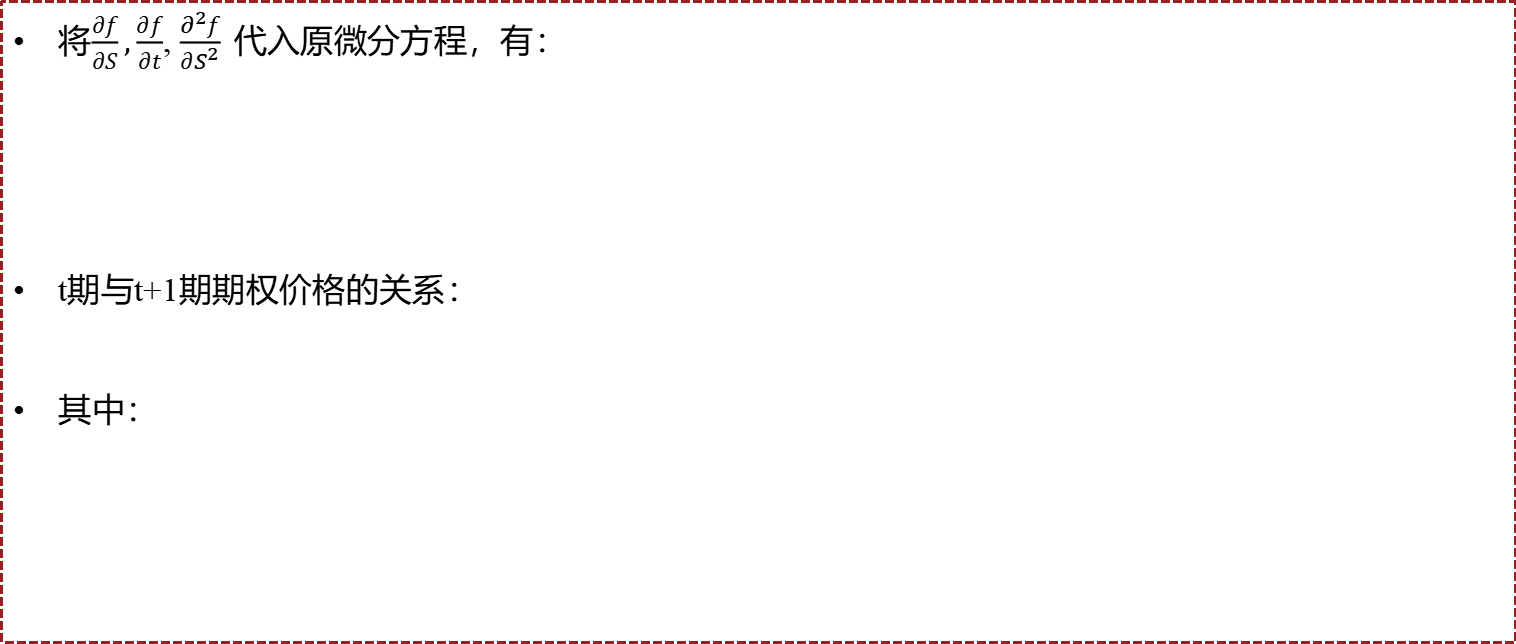 • 将∂f/∂S, ∂f/∂t, ∂²f/∂S² 代入原微分方程，有：
• t期与t+1期期权价格的关系：
• 其中：